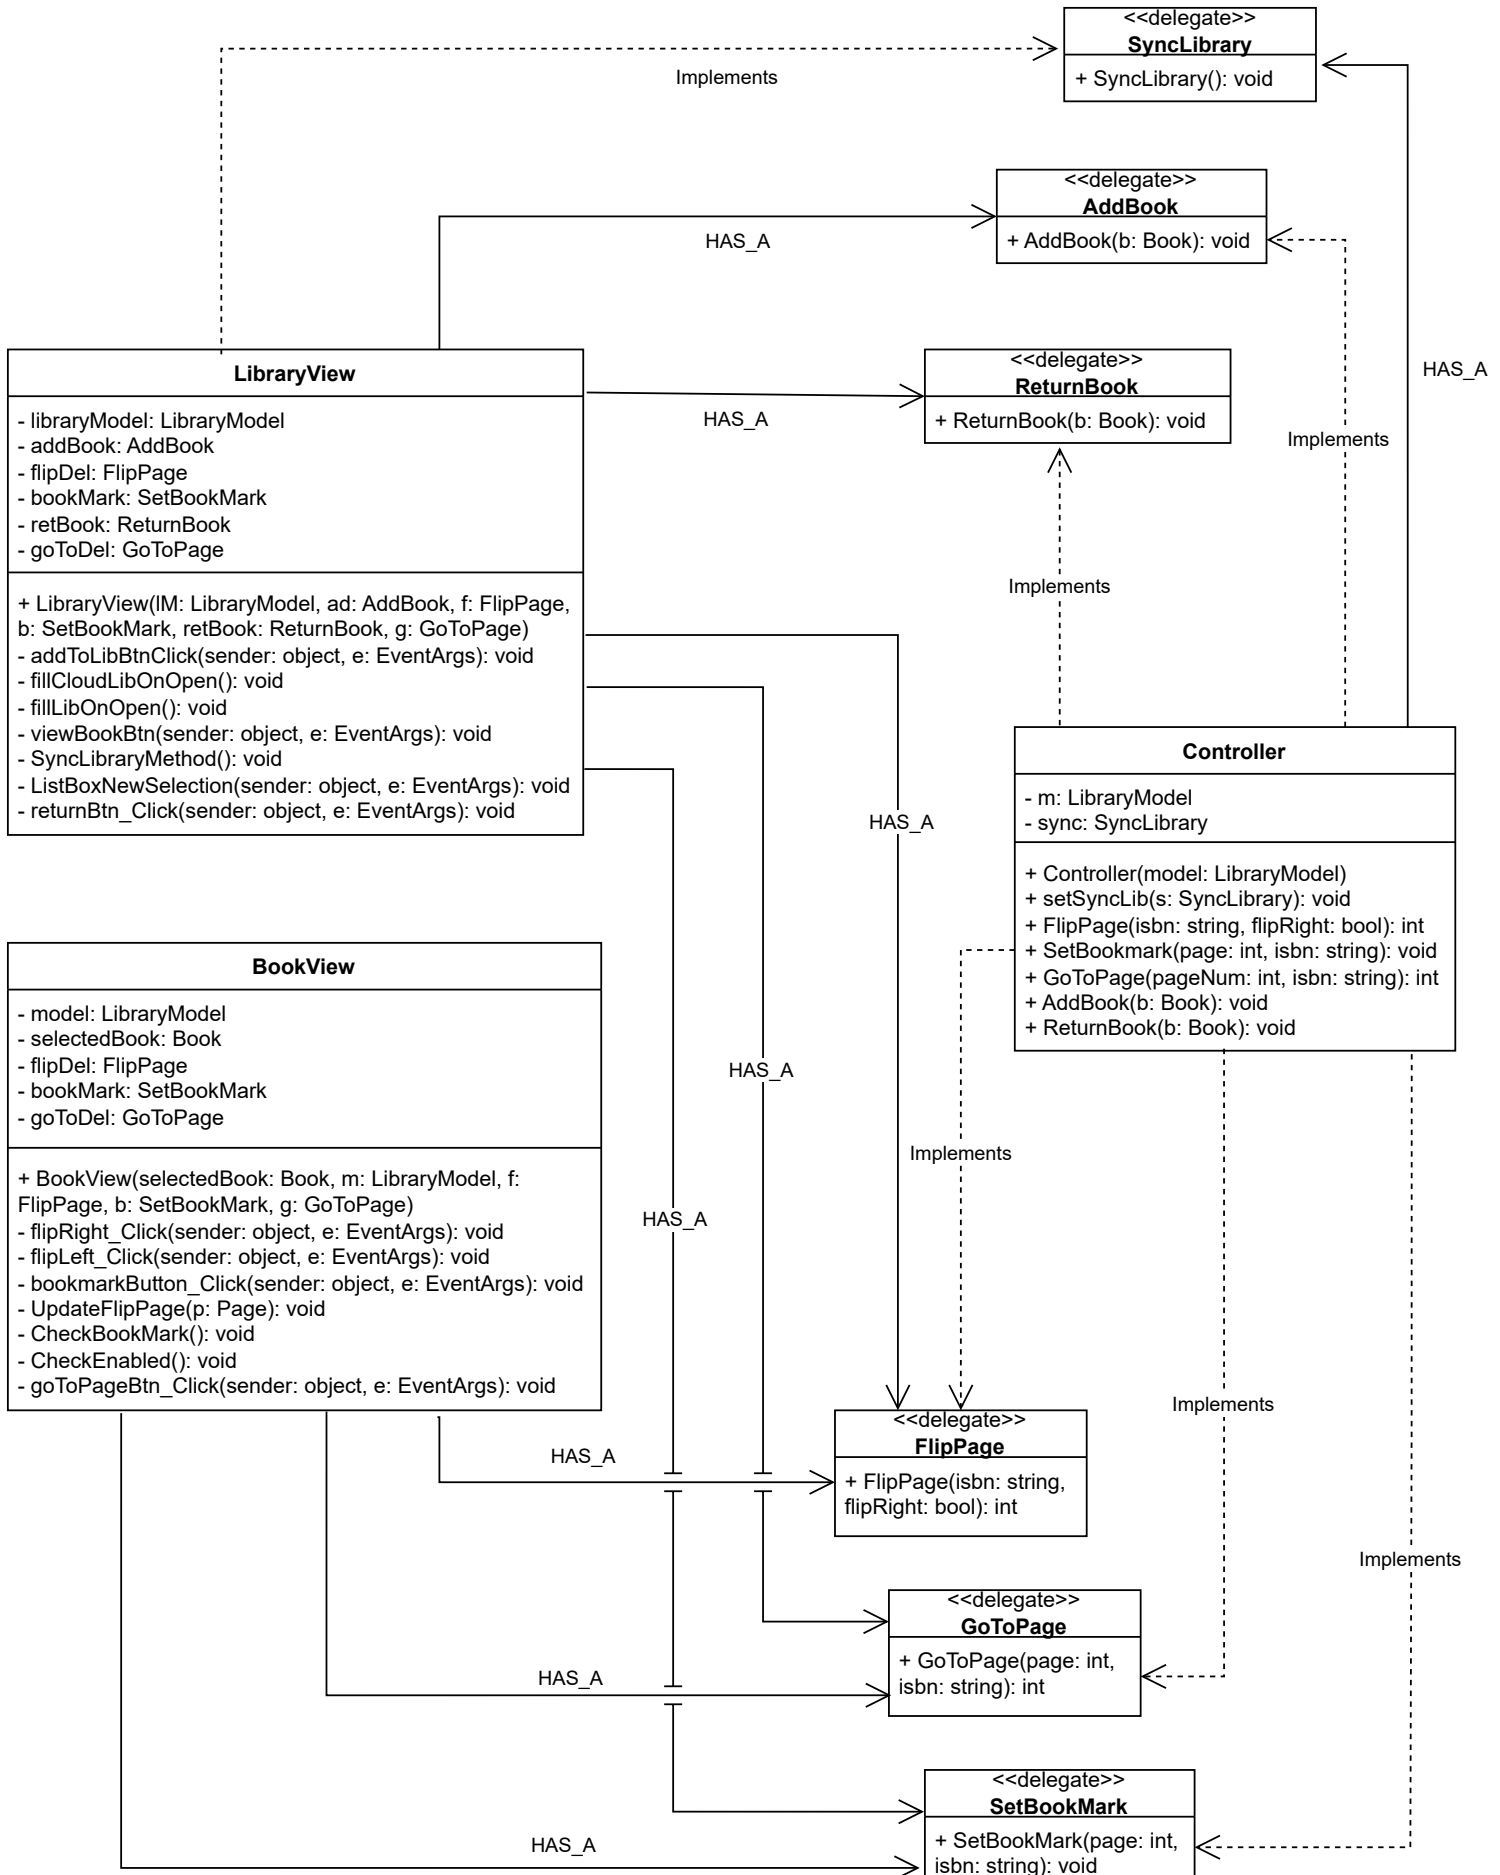 <<delegate>>
SyncLibrary
+ SyncLibrary(): void
Implements
<<delegate>>
AddBook
+ AddBook(b: Book): void
HAS_A
HAS_A
<<delegate>>
ReturnBook
+ ReturnBook(b: Book): void
HAS_A
Implements
Implements
LibraryView
- libraryModel: LibraryModel
- addBook: AddBook
- flipDel: FlipPage
- bookMark: SetBookMark
- retBook: ReturnBook
- goToDel: GoToPage
+ LibraryView(lM: LibraryModel, ad: AddBook, f: FlipPage,
b: SetBookMark, retBook: ReturnBook, g: GoToPage)
- addToLibBtnClick(sender: object, e: EventArgs): void
- fillCloudLibOnOpen(): void
- fillLibOnOpen(): void
- viewBookBtn(sender: object, e: EventArgs): void
- SyncLibraryMethod(): void
- ListBoxNewSelection(sender: object, e: EventArgs): void
- returnBtn_Click(sender: object, e: EventArgs): void
HAS_A
Controller
- m: LibraryModel
- sync: SyncLibrary
+ Controller(model: LibraryModel)
+ setSyncLib(s: SyncLibrary): void
+ FlipPage(isbn: string, flipRight: bool): int
+ SetBookmark(page: int, isbn: string): void
+ GoToPage(pageNum: int, isbn: string): int
+ AddBook(b: Book): void
+ ReturnBook(b: Book): void
BookView
- model: LibraryModel
- selectedBook: Book
- flipDel: FlipPage
- bookMark: SetBookMark
- goToDel: GoToPage
+ BookView(selectedBook: Book, m: LibraryModel, f:
FlipPage, b: SetBookMark, g: GoToPage)
- flipRight_Click(sender: object, e: EventArgs): void
- flipLeft_Click(sender: object, e: EventArgs): void
- bookmarkButton_Click(sender: object, e: EventArgs): void
- UpdateFlipPage(p: Page): void
- CheckBookMark(): void
- CheckEnabled(): void
- goToPageBtn_Click(sender: object, e: EventArgs): void
HAS_A
Implements
HAS_A
Implements
HAS_A
<<delegate>>
FlipPage
+ FlipPage(isbn: string,
flipRight: bool): int
Implements
<<delegate>>
GoToPage
+ GoToPage(page: int,
isbn: string): int
HAS_A
<<delegate>>
SetBookMark
+ SetBookMark(page: int,
isbn: string): void
HAS_A